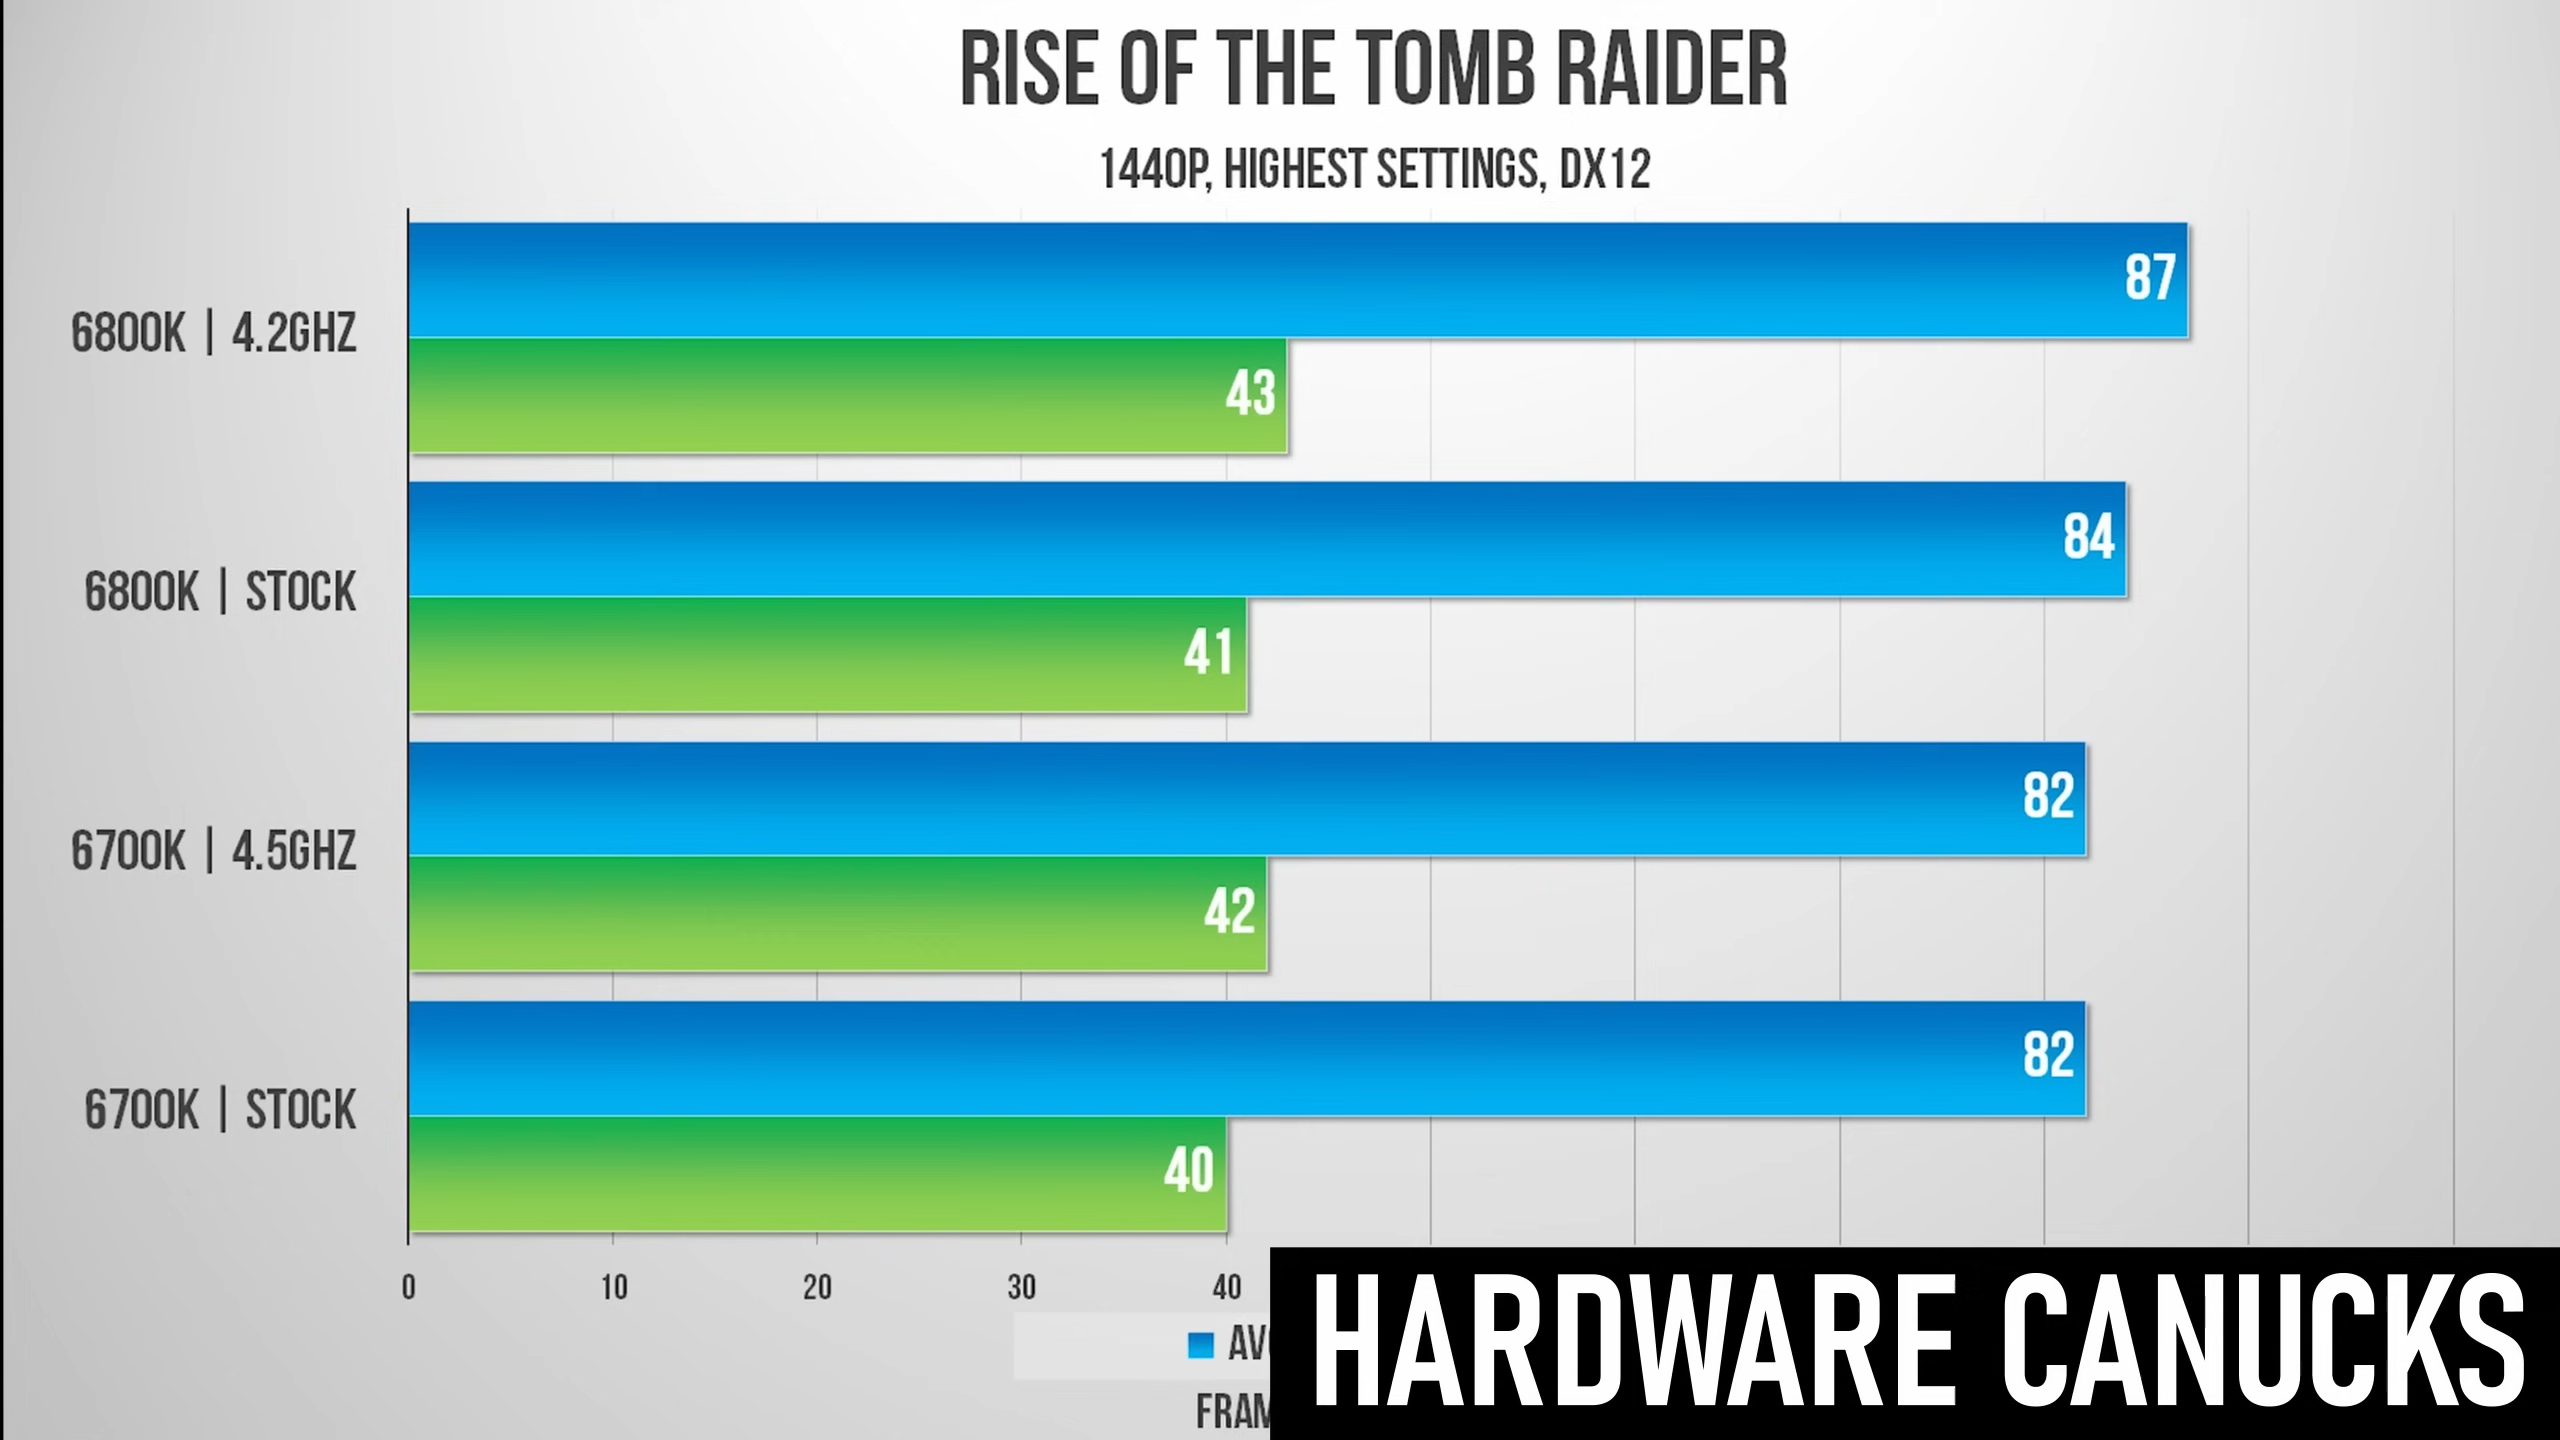 RISE OF THE TOMB RAIDER
1440P, HIGHEST SETTINGS, DX12
6800K | 4.2GHZ
87
43
6800K | STOCK
84
41
6700K | 4.5GHZ
82
42
6700K | STOCK
82
40
0 10 20 30 40
HARDWARE CANUCKS